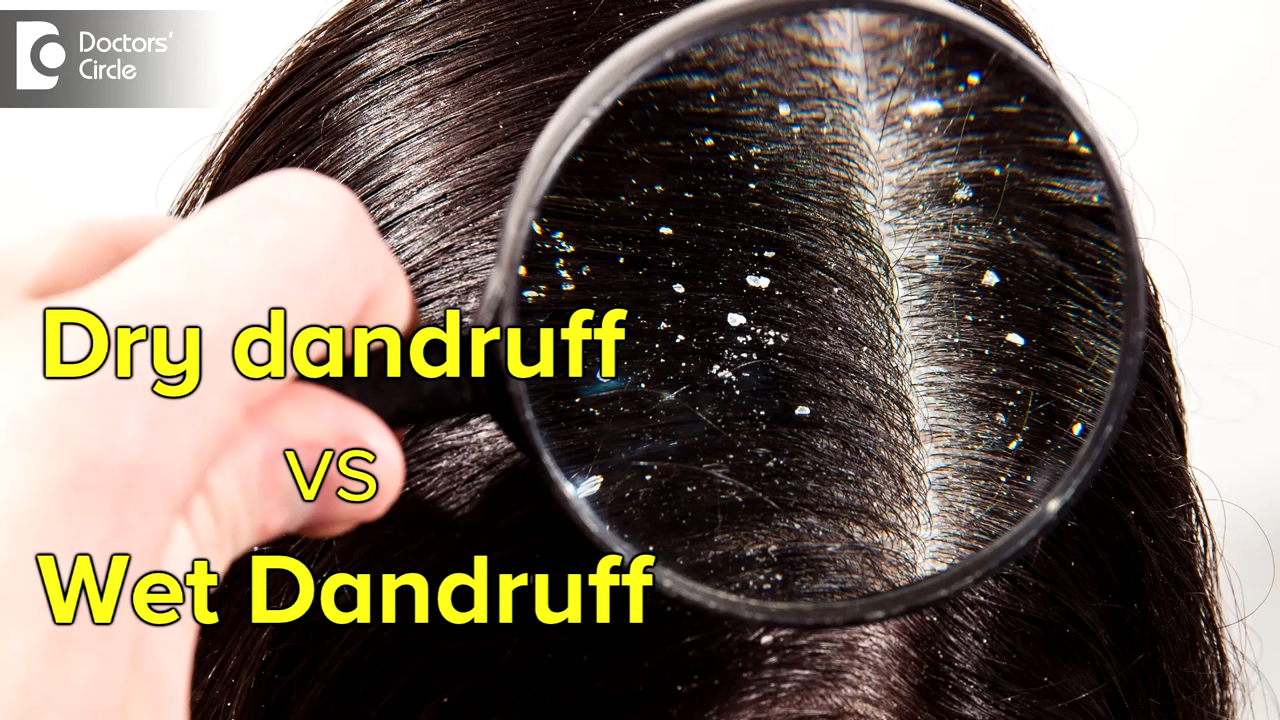 Doctors'
Circle
Dry dandruff
vs
Wet Dandruff